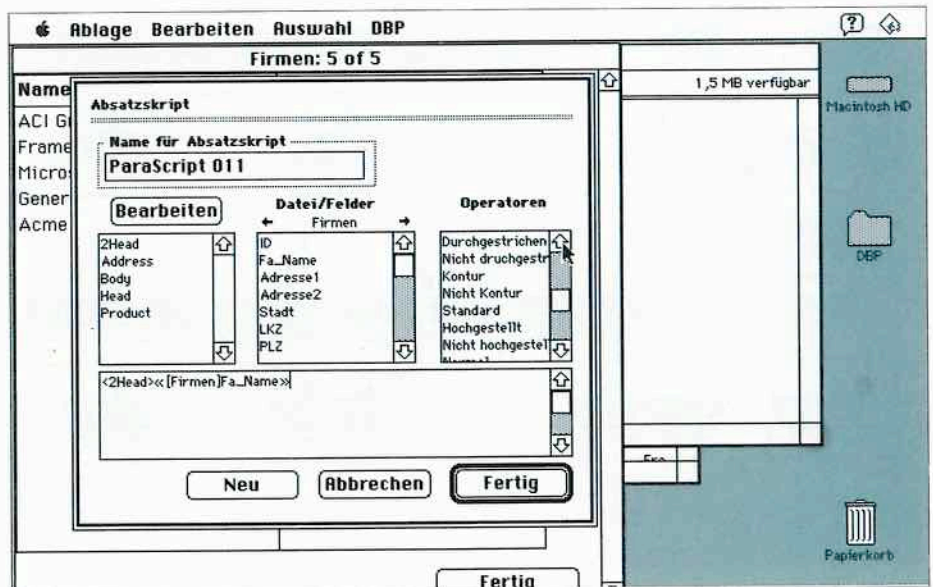 Ablage Bearbeiten Auswahl DBP
Firmen: 5 of 5
1,5 MB verfügbar
Name
Macintosh HD
Absatzskript
Name für Absatzskript
ParaScript 011
ACI
Frame
Micros
Gener
Acme
Bearbeiten
Datei/Felder
Firmen
Operatoren
2Head
Address
Body
Head
Product
ID
Fa_Name
Adresse1
Adresse2
Stadt
LKZ
PLZ
Durchgestrichen
Nicht druchgestr
Kontur
Nicht Kontur
Standard
Hochgestellt
Nicht hochgestel
DBP
<2Head>«[Firmen]Fa_Name»
Neu
Abbrechen
Fertig
Papierkorb
Fertig